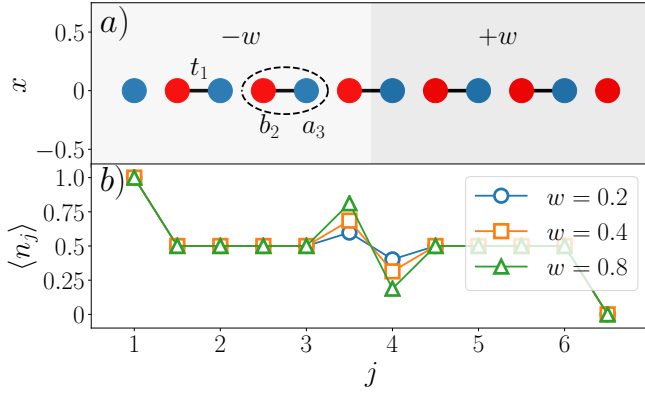 a)
−w +w
0.5
x
t₁
0
b₂ a₃
−0.5
b)
1.0
w = 0.2
0.75
⟨nⱼ⟩
0.5
w = 0.4
0.25
w = 0.8
0
1 2 3 4 5 6
j